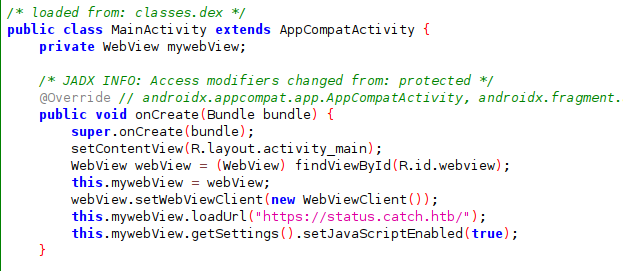 /* loaded from: classes.dex */
public class MainActivity extends AppCompatActivity {
    private WebView mywebView;

    /* JADX INFO: Access modifiers changed from: protected */
    @Override // androidx.appcompat.app.AppCompatActivity, androidx.fragment.
    public void onCreate(Bundle bundle) {
        super.onCreate(bundle);
        setContentView(R.layout.activity_main);
        WebView webView = (WebView) findViewById(R.id.webview);
        this.mywebView = webView;
        webView.setWebViewClient(new WebViewClient());
        this.mywebView.loadUrl("https://status.catch.htb/");
        this.mywebView.getSettings().setJavaScriptEnabled(true);
    }